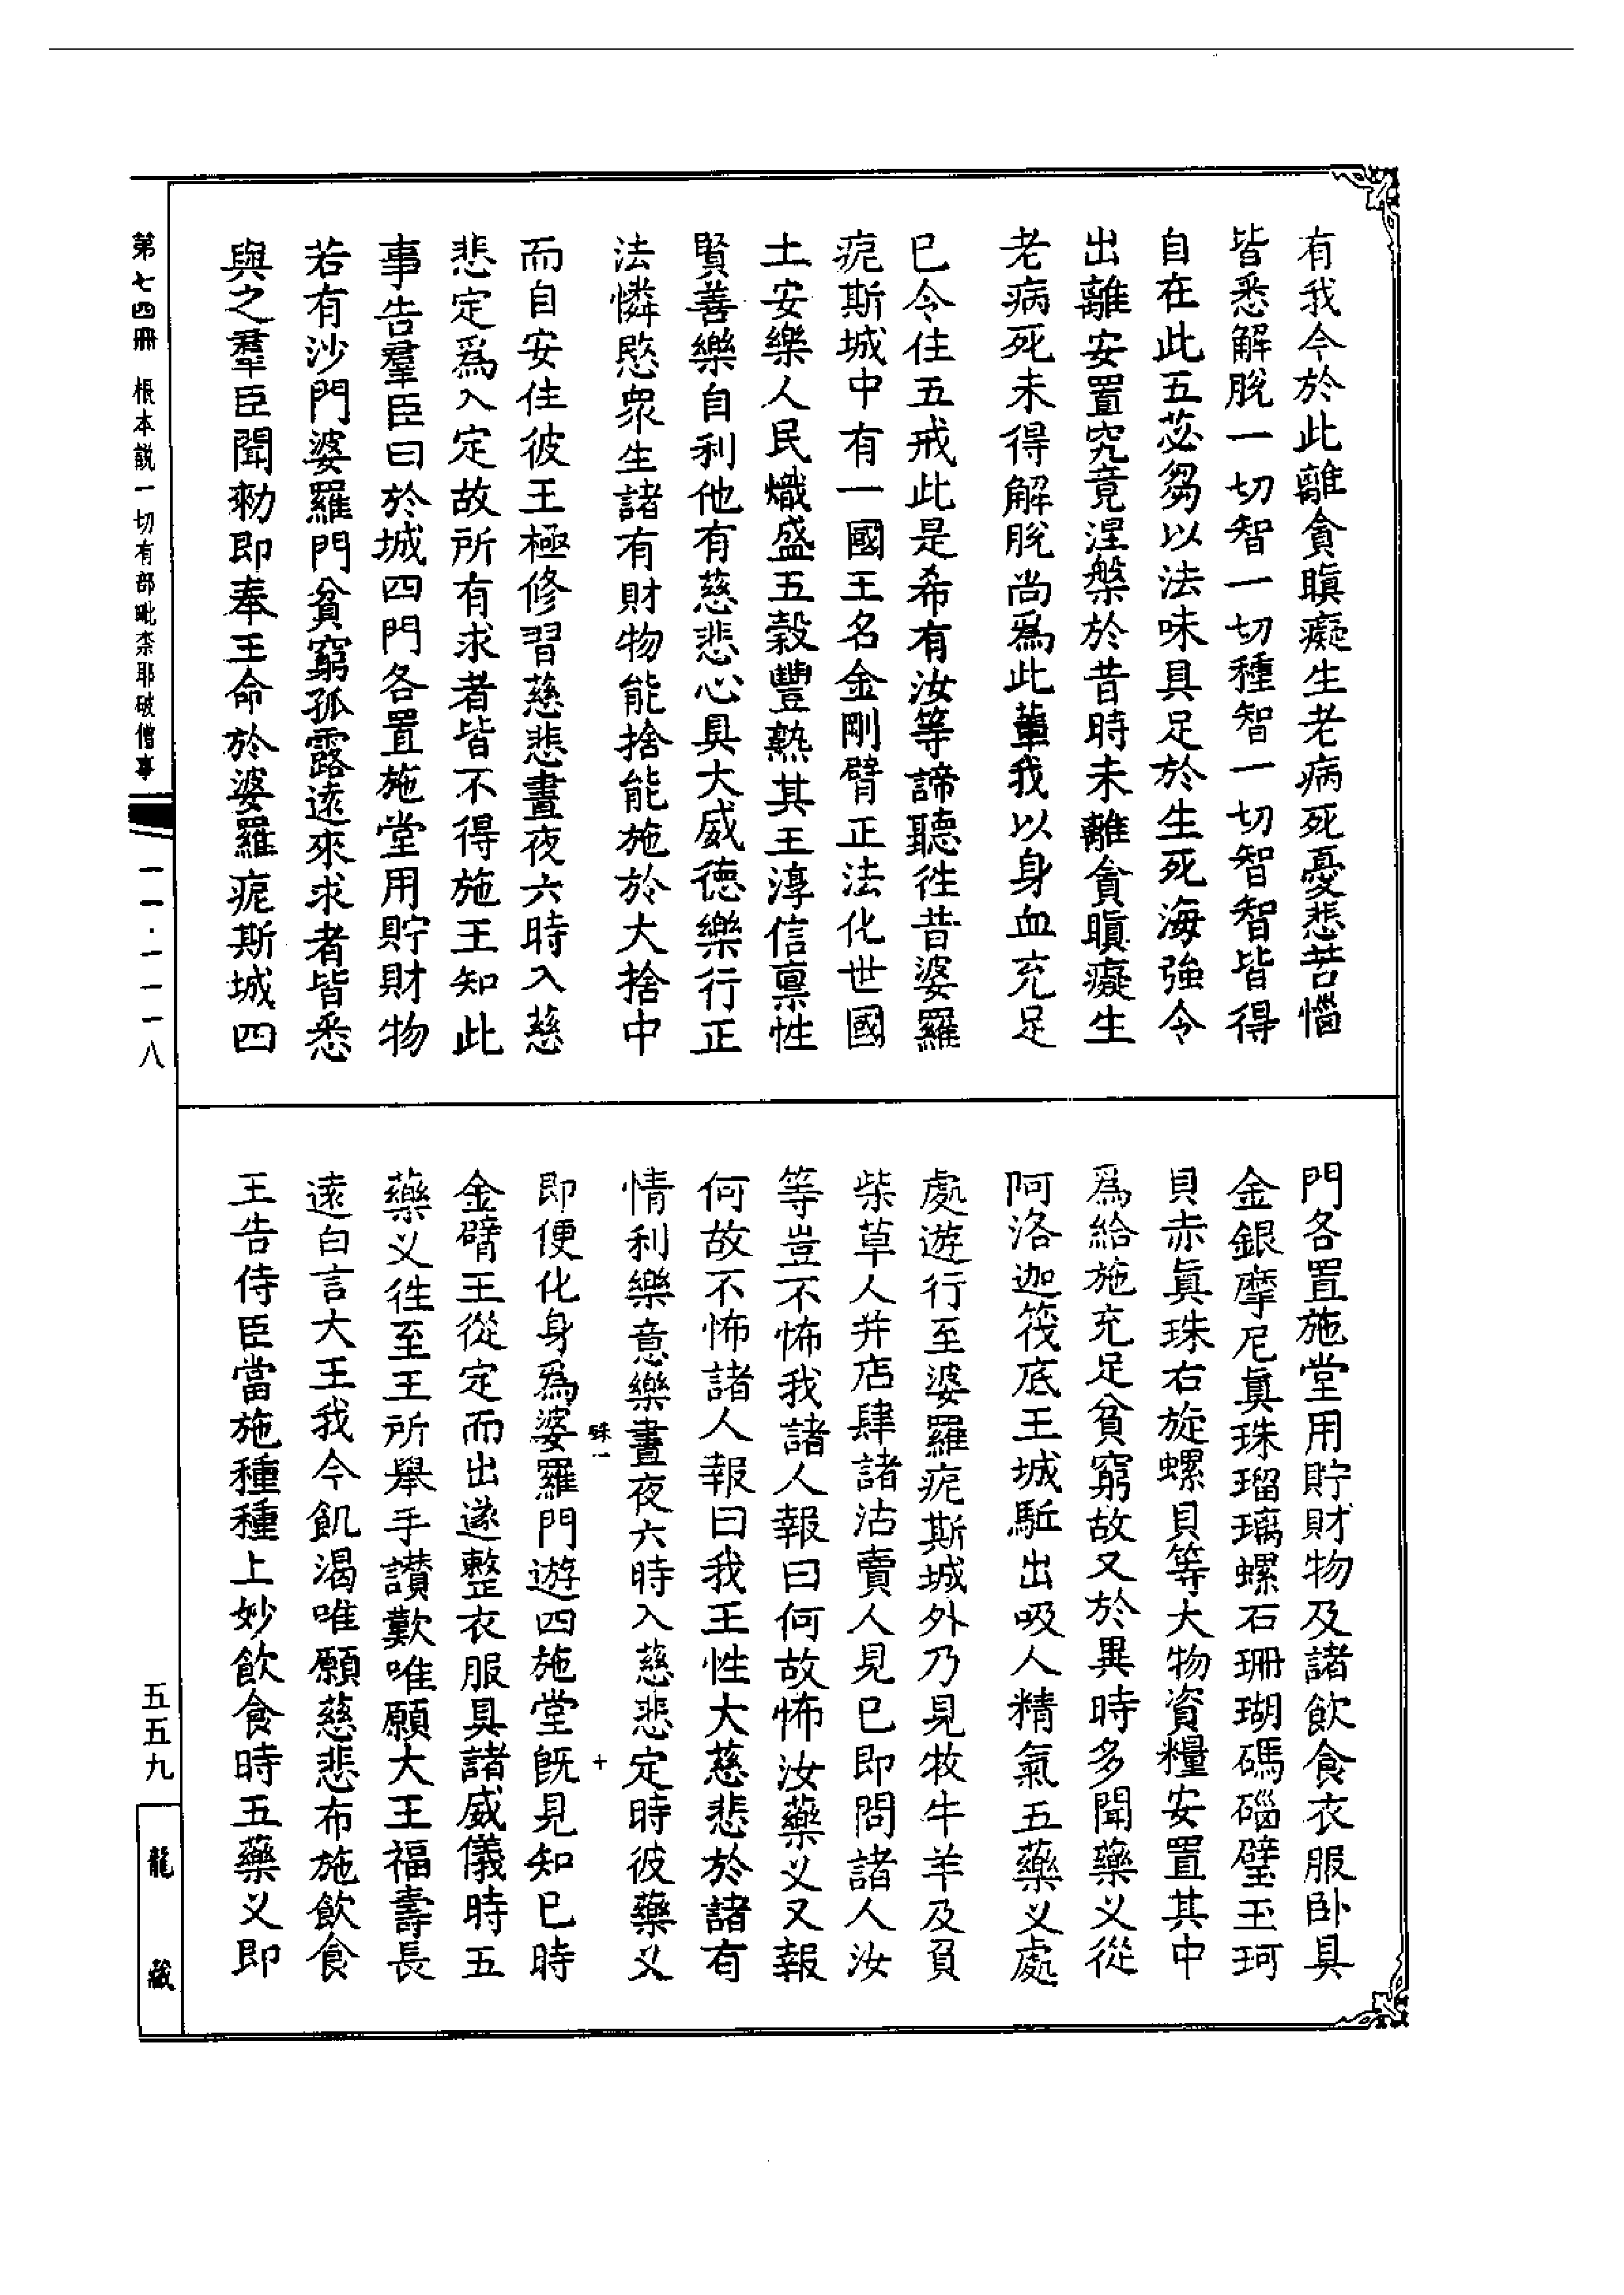 有我今於此離貪瞋癡生老病死憂悲苦惱
皆悉解脫一切智一切種智一切智智皆得
自在此五苾芻以法味具足於生死海強令
出離安置究竟涅槃於昔時未離貪瞋癡生
老病死未得解脫尚為此輩我以身血充足
已令住五戒此是希有汝等諦聽往昔婆羅
痆斯城中有一國王名金剛臂正法化世國
土安樂人民熾盛五穀豐熟其王淳信稟性
賢善樂自利他有慈悲心具大威德樂行正
法憐愍眾生諸有財物能捨能施於大捨中
而自安住彼王極修習慈悲晝夜六時入慈
悲定為入定故所有求者皆不得施王知此
事告羣臣曰於城四門各置施堂用貯財物
若有沙門婆羅門貧窮孤露遠來求者皆悉
與之羣臣聞勑即奉王命於婆羅痆斯城四
門各置施堂用貯財物及諸飲食衣服卧具
金銀摩尼真珠瑠璃螺石珊瑚碼碯璧玉珂
貝赤真珠右旋螺貝等大物資糧安置其中
為給施充足貧窮故又於異時多聞藥义從
阿洛迦筏底王城駈出吸人精氣五藥义處
處遊行至婆羅痆斯城外乃見牧牛羊及負
柴草人并店肆諸沽賣人見已即問諸人汝
等豈不怖我諸人報曰何故怖汝藥义又報
何故不怖諸人報曰我王性大慈悲於諸有
情利樂意樂晝夜六時入慈悲定時彼藥义
即便化身為婆羅門遊四施堂旣見知已時
金臂王從定而出遂整衣服具諸威儀時五
藥义往至王所舉手讃歎唯願大王福壽長
遠白言大王我今飢渴唯願慈悲布施飲食
王告侍臣當施種種上妙飲食時五藥义即
十
第七四冊 根本説一切有部毗柰耶破僧事
一一·一一一八
五五九
龍藏